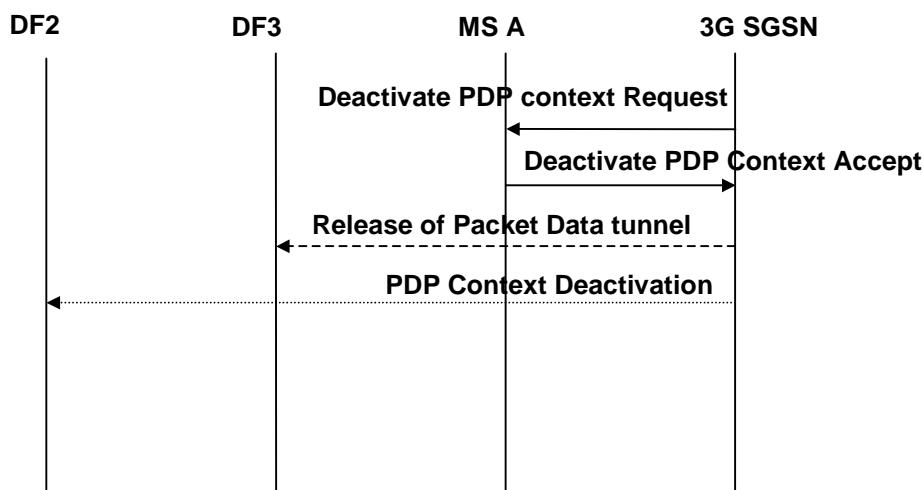 DF2 DF3 MS A 3G SGSN
Deactivate PDP context Request
Deactivate PDP Context Accept
Release of Packet Data tunnel
PDP Context Deactivation